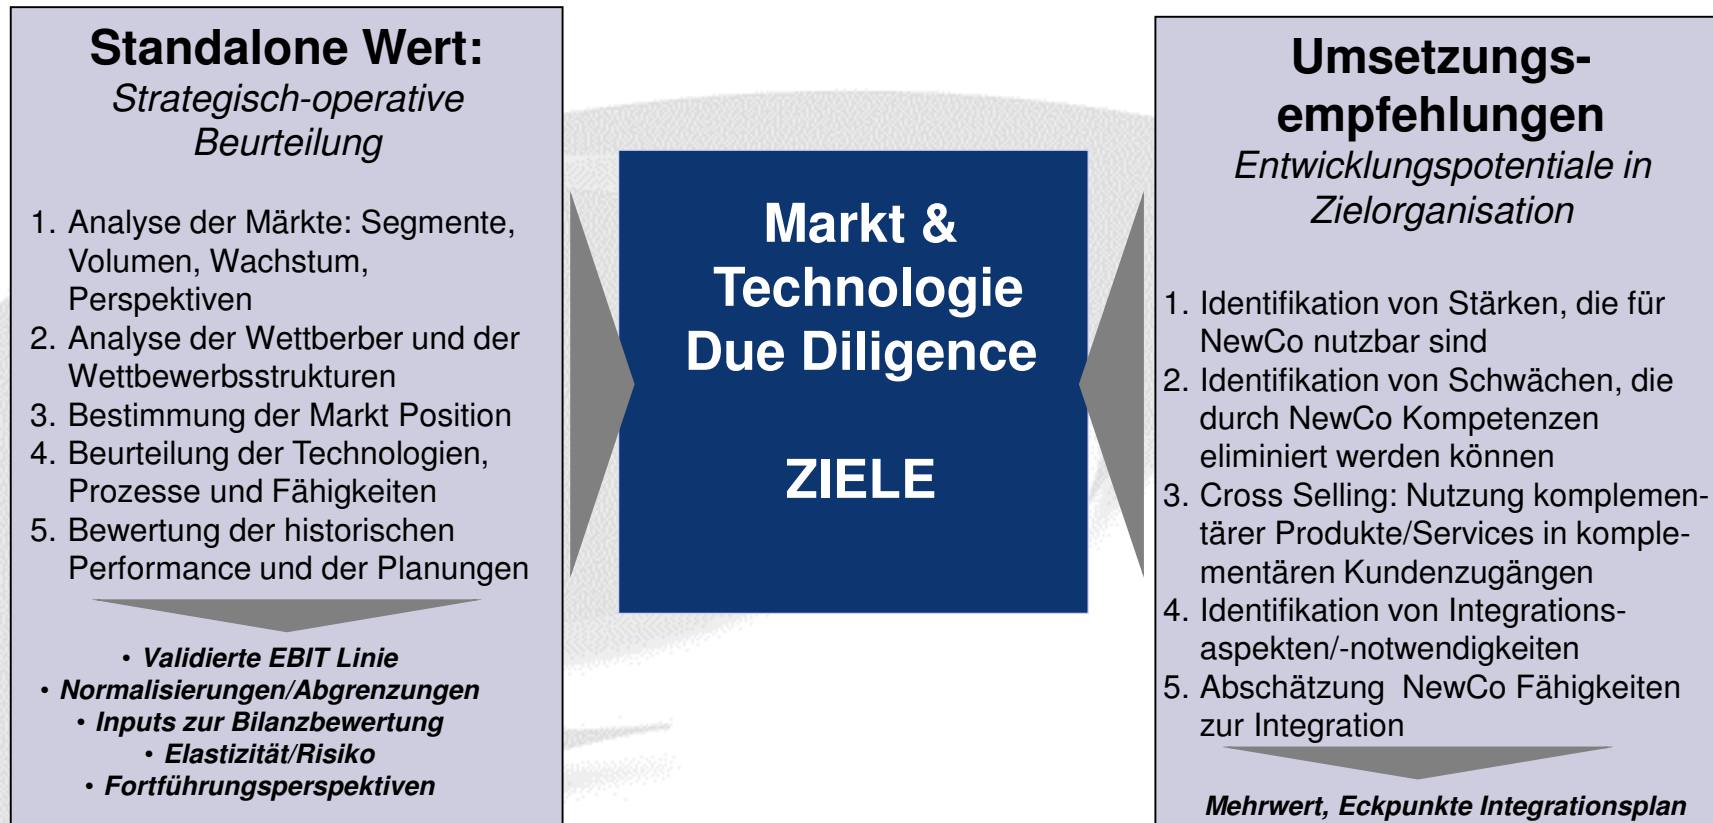 Standalone Wert:
Strategisch-operative
Beurteilung
1. Analyse der Märkte: Segmente,
Volumen, Wachstum,
Perspektiven
2. Analyse der Wettberber und der
Wettbewerbsstrukturen
3. Bestimmung der Markt Position
4. Beurteilung der Technologien,
Prozesse und Fähigkeiten
5. Bewertung der historischen
Performance und der Planungen
• Validierte EBIT Linie
• Normalisierungen/Abgrenzungen
• Inputs zur Bilanzbewertung
• Elastizität/Risiko
• Fortführungsperspektiven
Markt &
Technologie
Due Diligence
ZIELE
Umsetzungs-
empfehlungen
Entwicklungspotentiale in
Zielorganisation
1. Identifikation von Stärken, die für
NewCo nutzbar sind
2. Identifikation von Schwächen, die
durch NewCo Kompetenzen
eliminiert werden können
3. Cross Selling: Nutzung komplemen-
tärer Produkte/Services in komple-
mentären Kundenzugängen
4. Identifikation von Integrations-
aspekten/-notwendigkeiten
5. Abschätzung NewCo Fähigkeiten
zur Integration
Mehrwert, Eckpunkte Integrationsplan